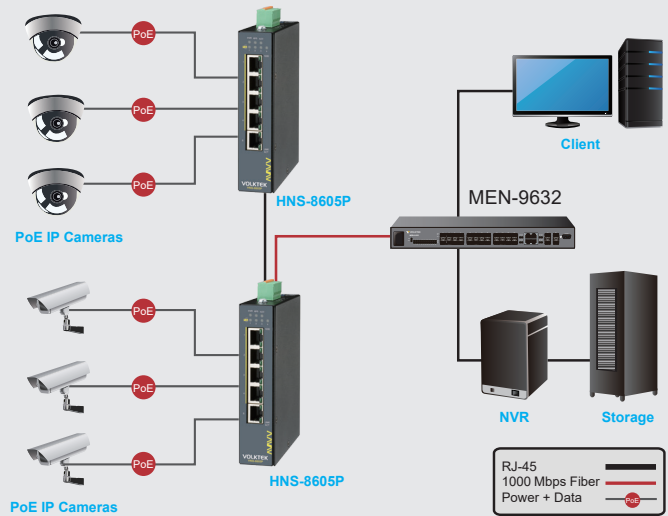 PoE
PoE
PoE
VOLKTEK
HNS-8605P
PoE IP Cameras
Client
MEN-9632
PoE
PoE
PoE
VOLKTEK
HNS-8605P
PoE IP Cameras
NVR
Storage
RJ-45
1000 Mbps Fiber
Power + Data
PoE